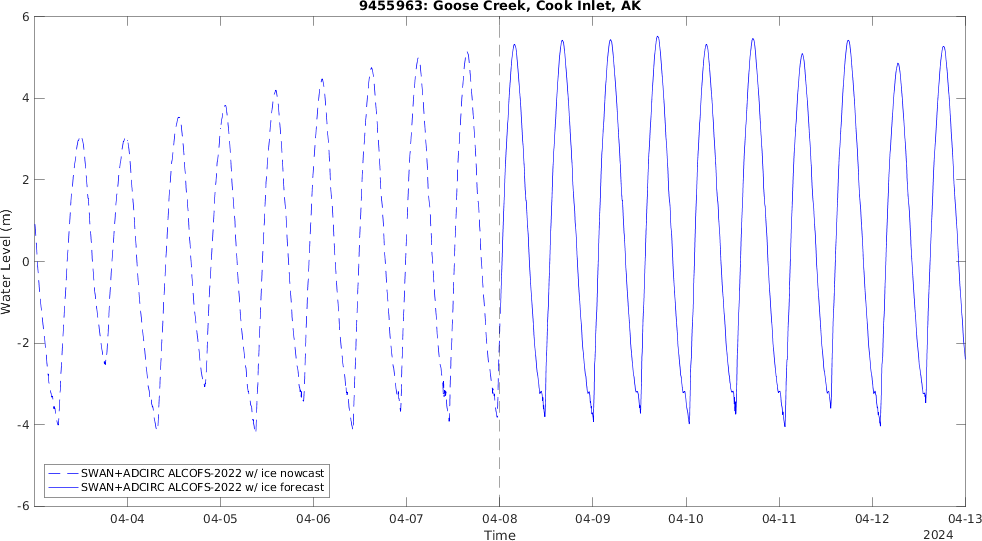 9455963: Goose Creek, Cook Inlet, AK
6
4
2
0
-2
-4
-6
Water Level (m)
SWAN+ADCIRC ALCOFS-2022 w/ ice nowcast
SWAN+ADCIRC ALCOFS-2022 w/ ice forecast
04-04 04-05 04-06 04-07 04-08 04-09 04-10 04-11 04-12 04-13
Time
2024